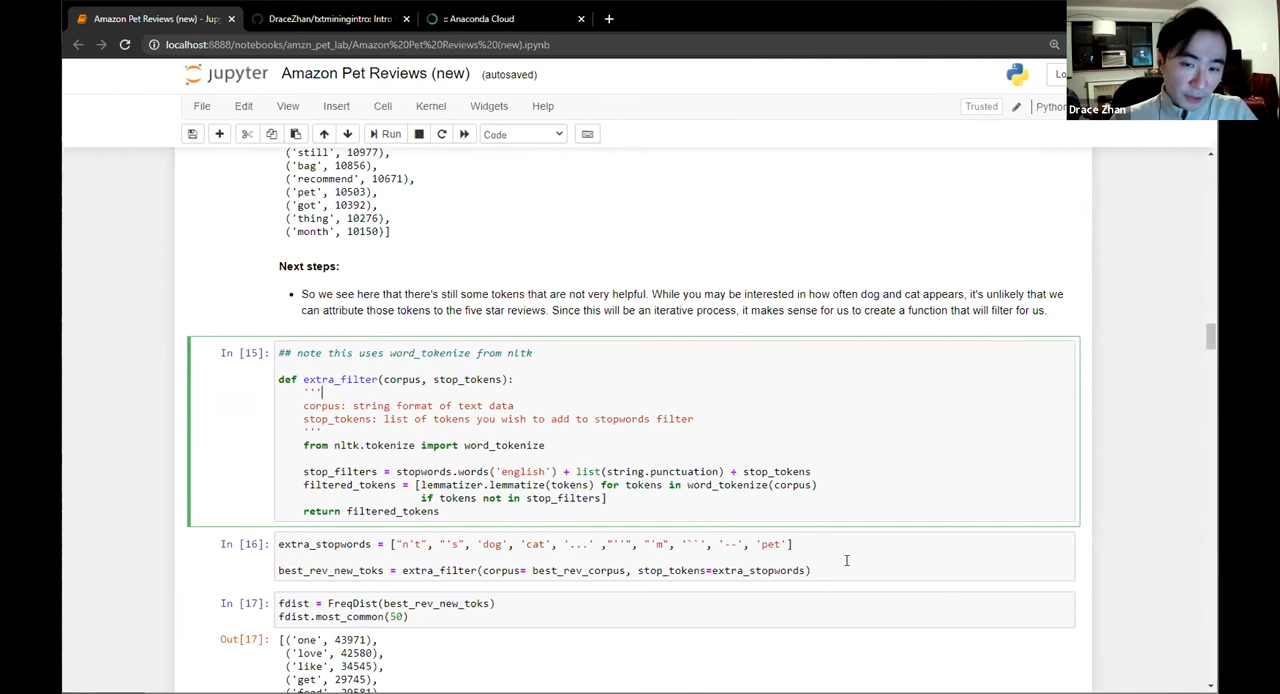 Amazon Pet Reviews (new) - Jup
DraceZhan/txtminingintro: Intro
:: Anaconda Cloud
localhost:8888/notebooks/amzn_pet_lab/Amazon%20Pet%20Reviews%20(new).ipynb
jupyter Amazon Pet Reviews (new) (autosaved)
Lo
Drace Zhan
File Edit View Insert Cell Kernel Widgets Help
Trusted
Python
Run
Code
('still', 10977),
('bag', 10856),
('recommend', 10671),
('pet', 10503),
('got', 10392),
('thing', 10276),
('month', 10150)]
Next steps:
• So we see here that there's still some tokens that are not very helpful. While you may be interested in how often dog and cat appears, it's unlikely that we
can attribute those tokens to the five star reviews. Since this will be an iterative process, it makes sense for us to create a function that will filter for us.
In [15]:
## note this uses word_tokenize from nltk
def extra_filter(corpus, stop_tokens):
'''
corpus: string format of text data
stop_tokens: list of tokens you wish to add to stopwords filter
'''
from nltk.tokenize import word_tokenize
stop_filters = stopwords.words('english') + list(string.punctuation) + stop_tokens
filtered_tokens = [lemmatizer.lemmatize(tokens) for tokens in word_tokenize(corpus)
if tokens not in stop_filters]
return filtered_tokens
In [16]:
extra_stopwords = ["n't", "'s", 'dog', 'cat', '...' ,"''", "'m", '``', '--', 'pet']
best_rev_new_toks = extra_filter(corpus= best_rev_corpus, stop_tokens=extra_stopwords)
In [17]:
fdist = FreqDist(best_rev_new_toks)
fdist.most_common(50)
Out[17]:
[('one', 43971),
('love', 42580),
('like', 34545),
('get', 29745),
('food', 29581)